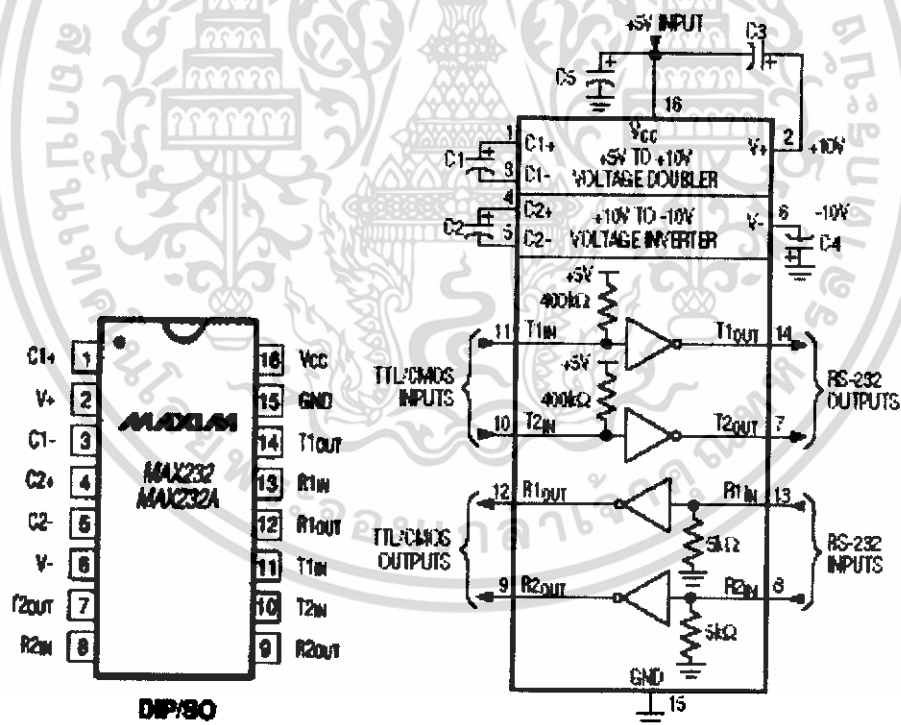 +5V INPUT
C3
C5
16
1
C1+
VCC
2
C1
+5V TO +10V
V+
+10V
3
C1-
VOLTAGE DOUBLER
4
C2+
+10V TO -10V
6
-10V
C2
V-
5
C2-
VOLTAGE INVERTER
C4
+5V
400kΩ
11
T1IN
T1OUT
14
TTL/CMOS
INPUTS
+5V
400kΩ
RS-232
OUTPUTS
10
T2IN
T2OUT
7
12
R1OUT
R1IN
13
TTL/CMOS
OUTPUTS
5kΩ
RS-232
INPUTS
9
R2OUT
R2IN
8
5kΩ
GND
15
C1+ 1
V+ 2
C1- 3
C2+ 4
C2- 5
V- 6
T2OUT 7
R2IN 8
MAXIM
MAX232
MAX232A
16 VCC
15 GND
14 T1OUT
13 R1IN
12 R1OUT
11 T1IN
10 T2IN
9 R2OUT
DIP/SO